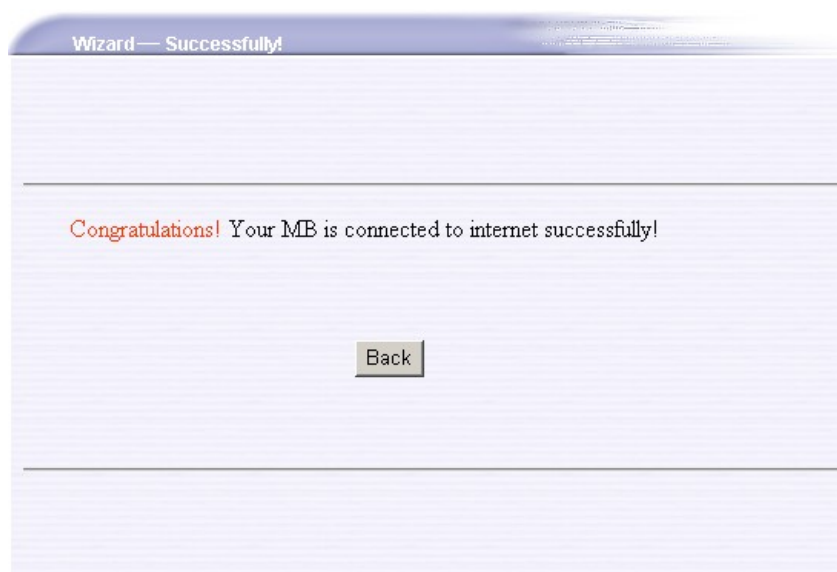 Wizard— Successfully!
Congratulations! Your MB is connected to internet successfully!
Back